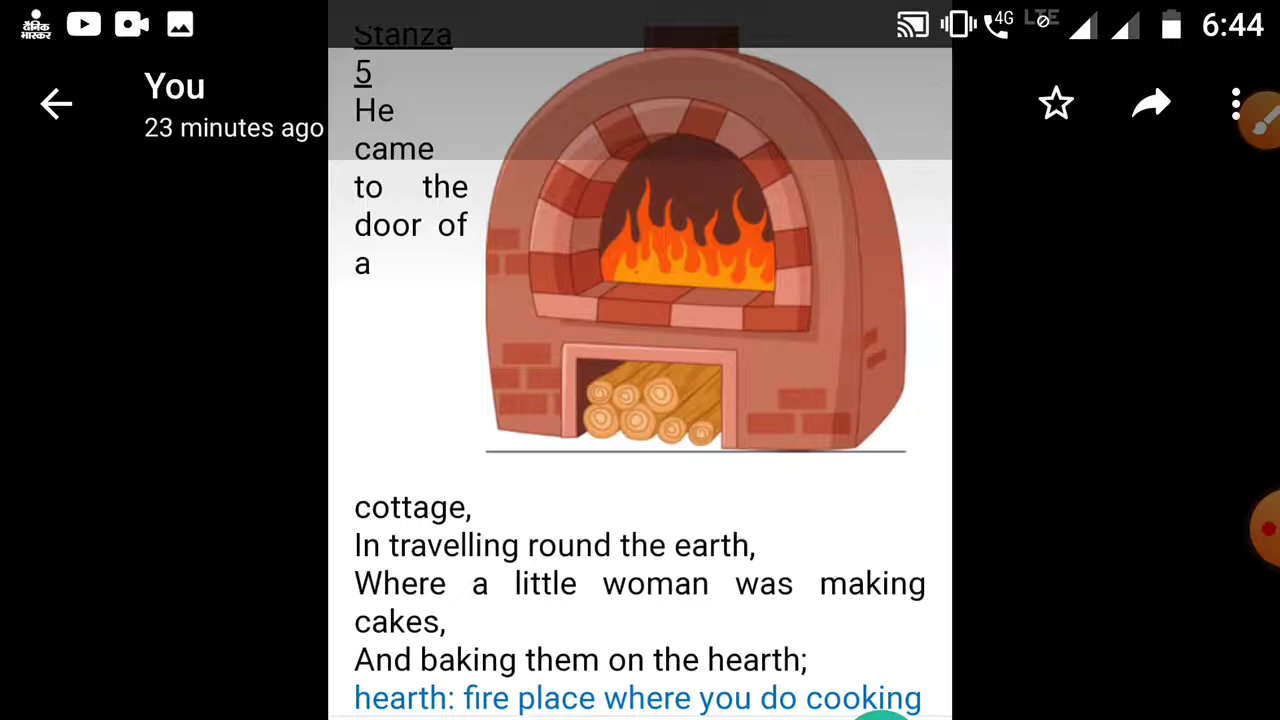 दैनिक
भास्कर
4G
LTE
6:44
You
23 minutes ago
Stanza
5
He
came
to the
door of
a
cottage,
In travelling round the earth,
Where a little woman was making
cakes,
And baking them on the hearth;
hearth: fire place where you do cooking